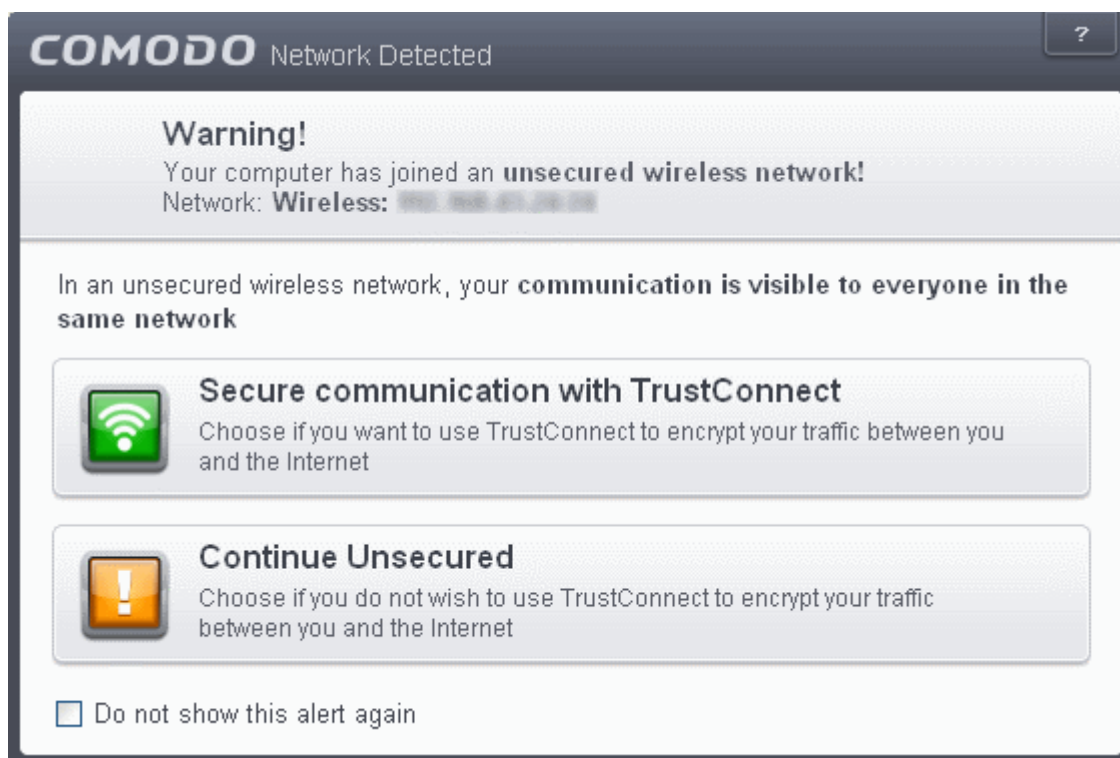 COMODO Network Detected
?
Warning!
Your computer has joined an unsecured wireless network!
Network: Wireless:
In an unsecured wireless network, your communication is visible to everyone in the
same network
Secure communication with TrustConnect
Choose if you want to use TrustConnect to encrypt your traffic between you
and the Internet
!
Continue Unsecured
Choose if you do not wish to use TrustConnect to encrypt your traffic
between you and the Internet
Do not show this alert again